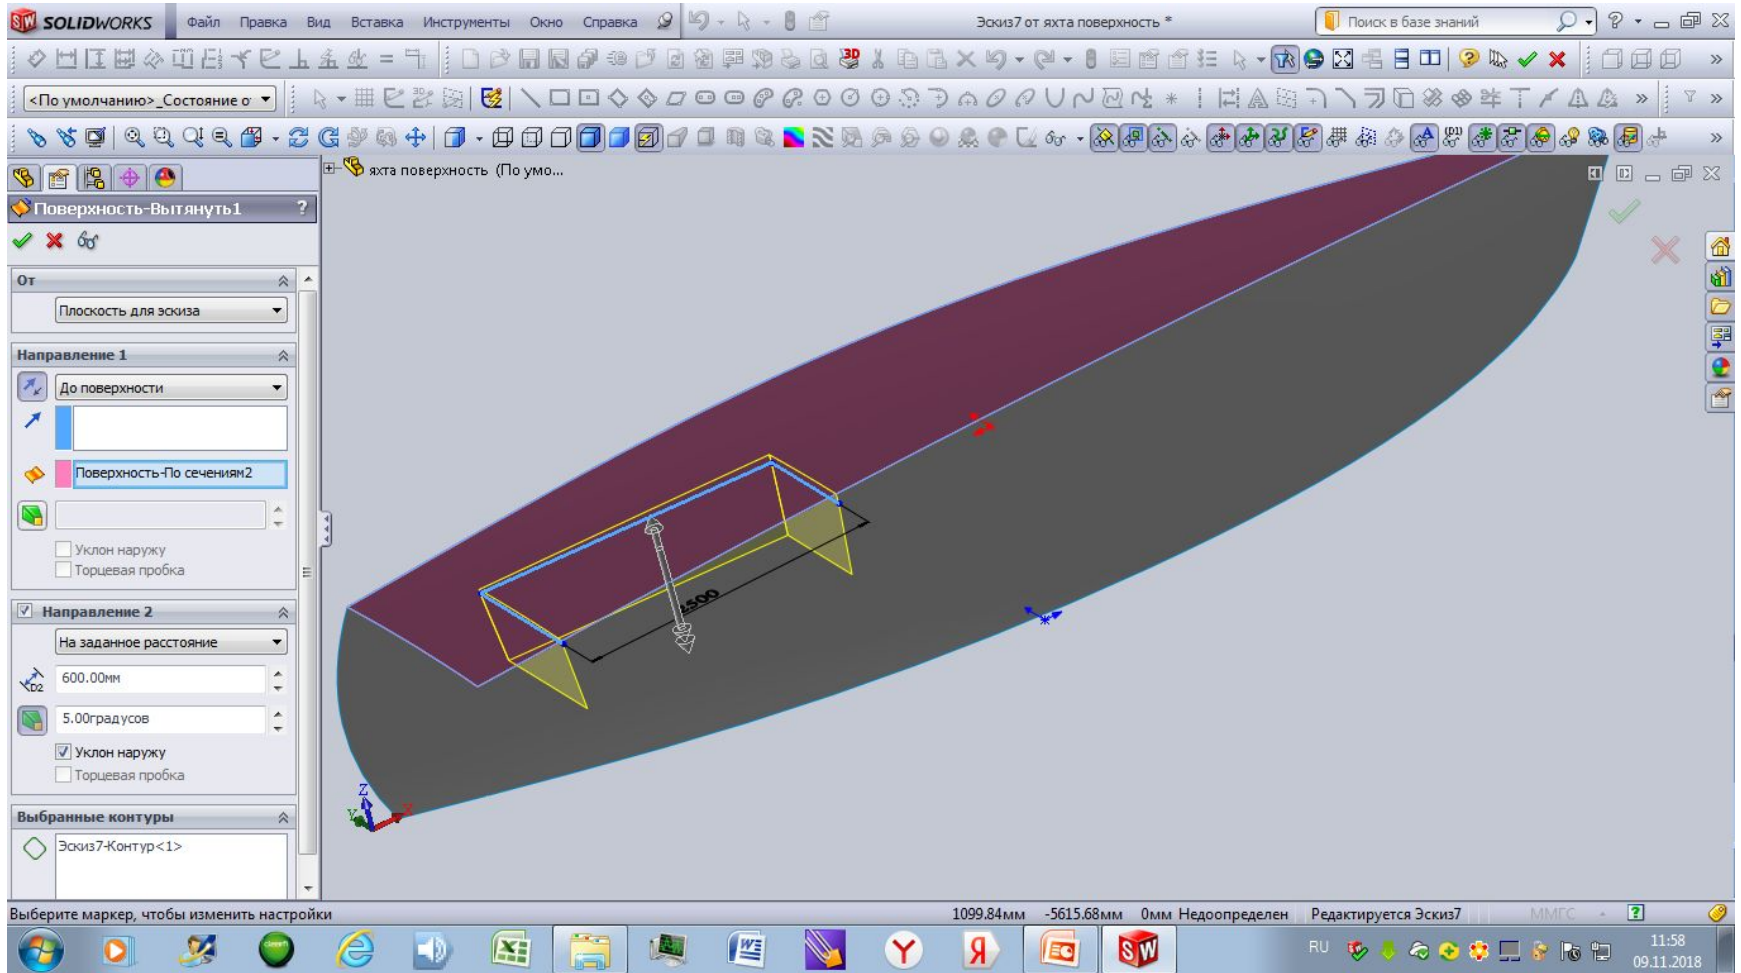 SOLIDWORKS Файл Правка Вид Вставка Инструменты Окно Справка Эскиз7 от яхта поверхность * Поиск в базе знаний ?
3D
<По умолчанию>_Состояние о
яхта поверхность (По умо...
Поверхность-Вытянуть1 ?
От
Плоскость для эскиза
Направление 1
До поверхности
Поверхность-По сечениям2
Уклон наружу
Торцевая пробка
Направление 2
На заданное расстояние
D2 600.00мм
5.00градусов
Уклон наружу
Торцевая пробка
Выбранные контуры
Эскиз7-Контур<1>
2500
Z
Y X
Выберите маркер, чтобы изменить настройки 1099.84мм -5615.68мм 0мм Недоопределен Редактируется Эскиз7 ММГС ?
RU 11:58
09.11.2018